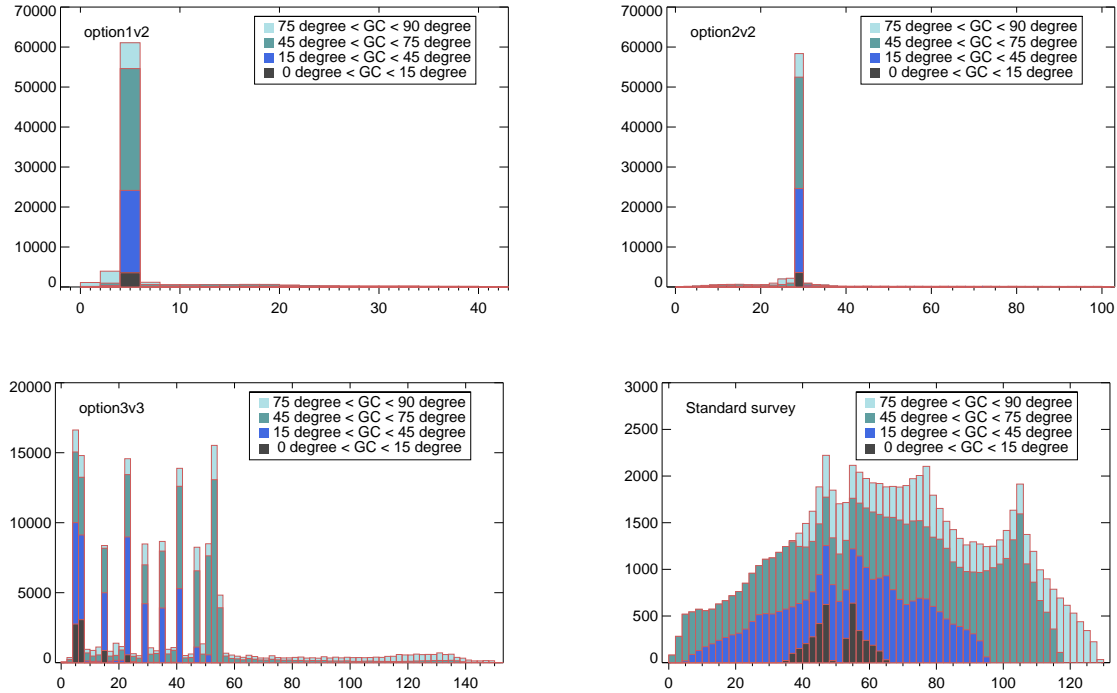 option1v2
75 degree < GC < 90 degree
45 degree < GC < 75 degree
15 degree < GC < 45 degree
0 degree < GC < 15 degree
70000
60000
50000
40000
30000
20000
10000
0
0 10 20 30 40
option2v2
75 degree < GC < 90 degree
45 degree < GC < 75 degree
15 degree < GC < 45 degree
0 degree < GC < 15 degree
70000
60000
50000
40000
30000
20000
10000
0
0 20 40 60 80 100
option3v3
75 degree < GC < 90 degree
45 degree < GC < 75 degree
15 degree < GC < 45 degree
0 degree < GC < 15 degree
20000
15000
10000
5000
0
0 20 40 60 80 100 120 140
Standard survey
75 degree < GC < 90 degree
45 degree < GC < 75 degree
15 degree < GC < 45 degree
0 degree < GC < 15 degree
3000
2500
2000
1500
1000
500
0
0 20 40 60 80 100 120